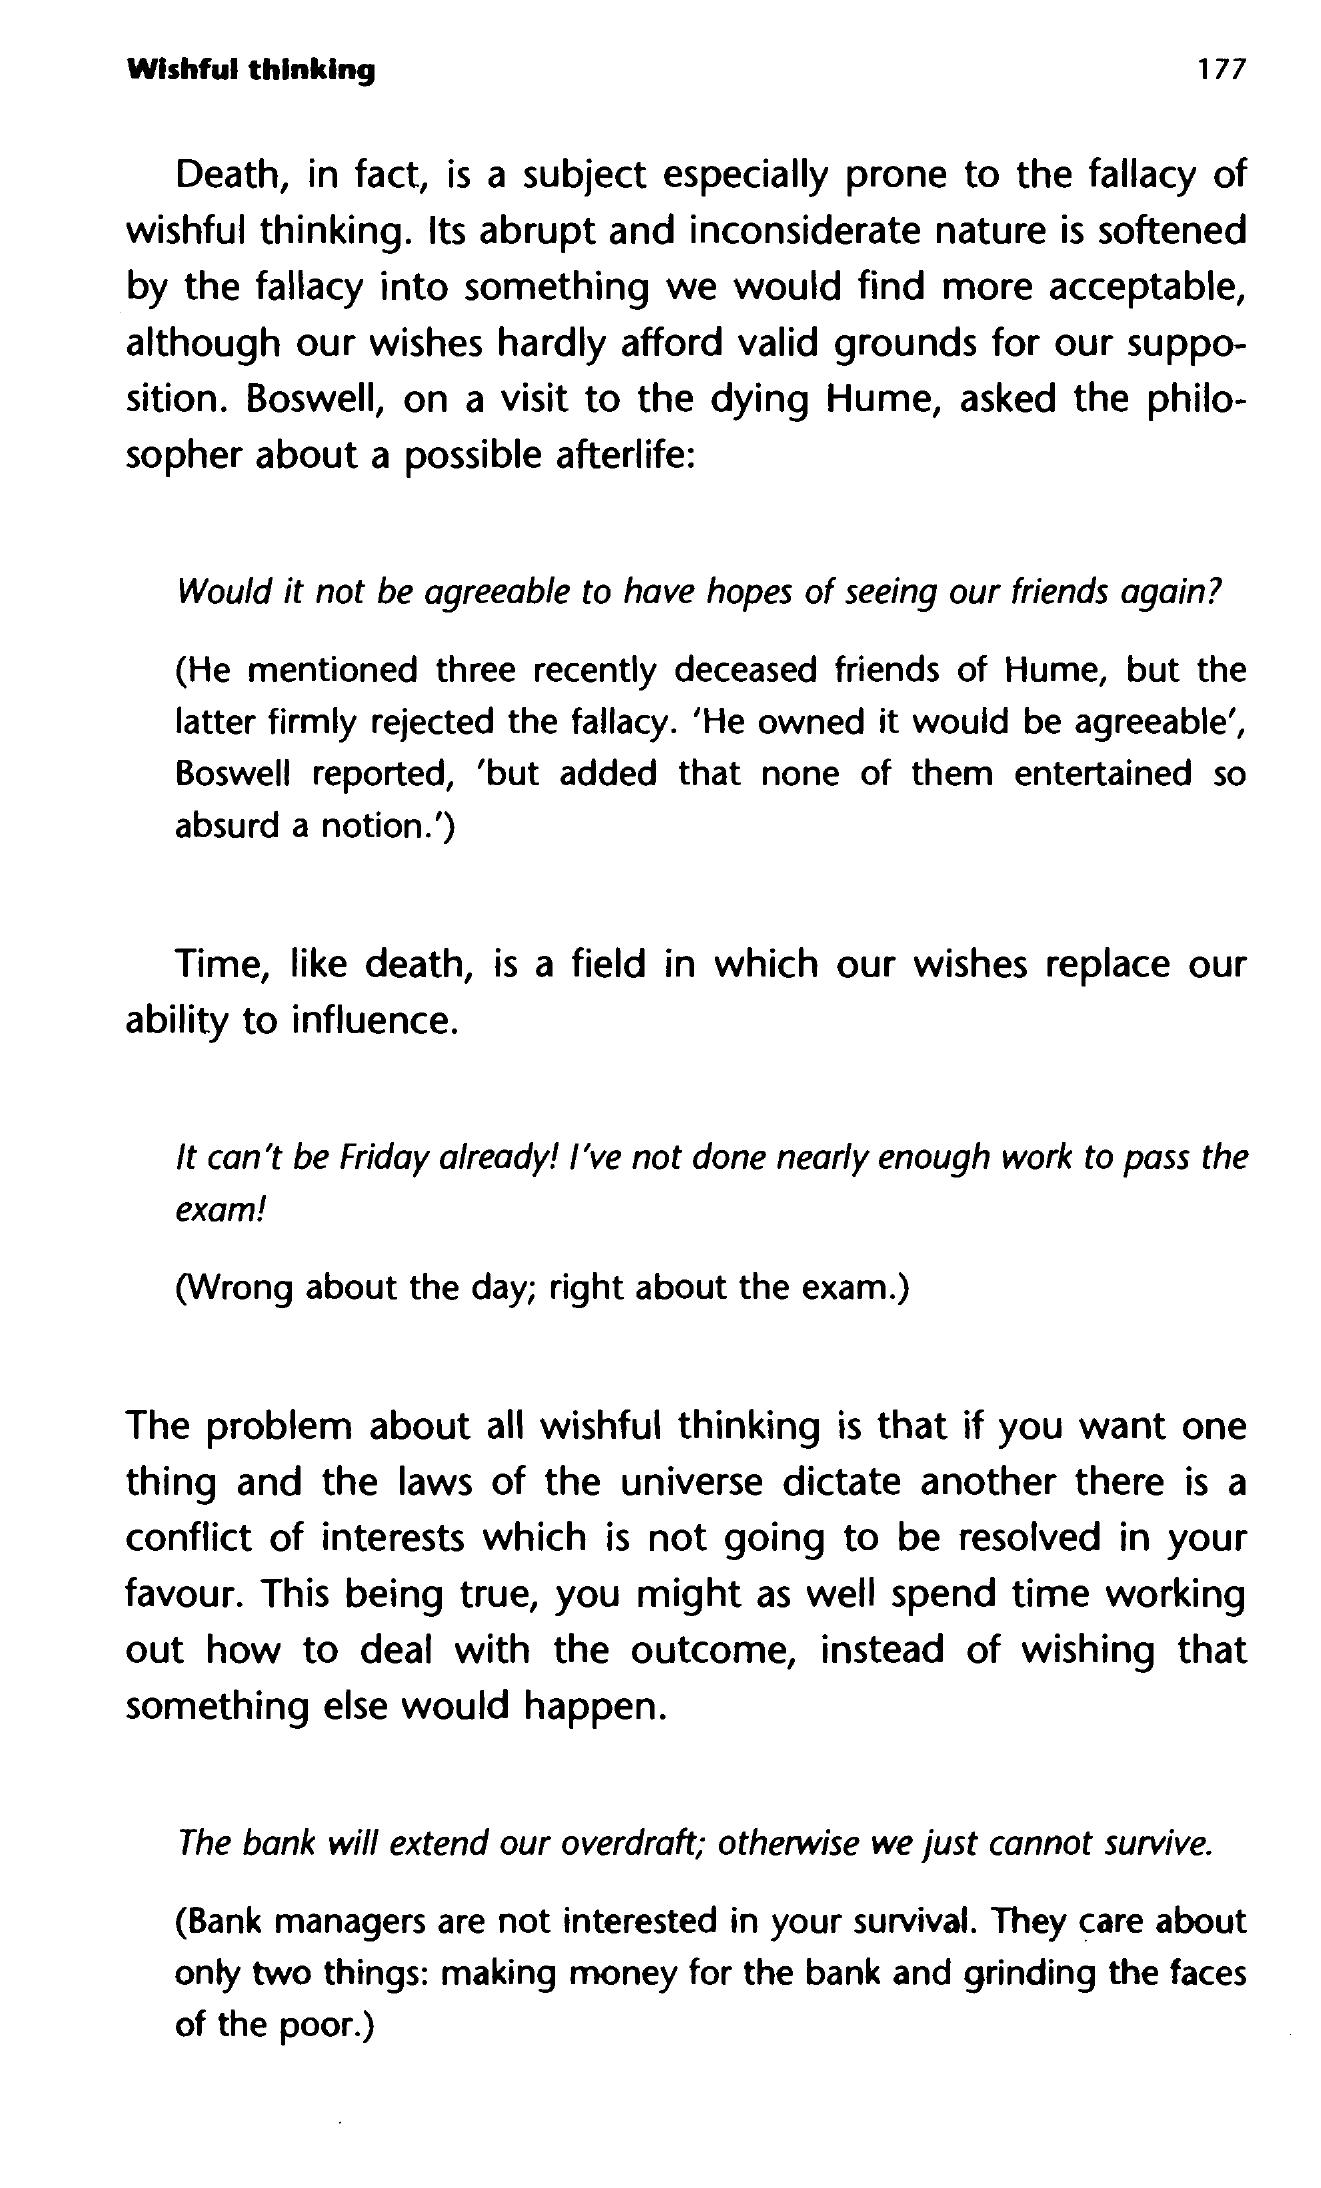 Wishful thinking 177
Death, in fact, is a subject especially prone to the fallacy of
wishful thinking. Its abrupt and inconsiderate nature is softened
by the fallacy into something we would find more acceptable,
although our wishes hardly afford valid grounds for our suppo-
sition. Boswell, on a visit to the dying Hume, asked the philo-
sopher about a possible afterlife:
Would it not be agreeable to have hopes of seeing our friends again?
(He mentioned three recently deceased friends of Hume, but the
latter firmly rejected the fallacy. 'He owned it would be agreeable',
Boswell reported, 'but added that none of them entertained so
absurd a notion.')
Time, like death, is a field in which our wishes replace our
ability to influence.
It can't be Friday already! I've not done nearly enough work to pass the
exam!
(Wrong about the day; right about the exam.)
The problem about all wishful thinking is that if you want one
thing and the laws of the universe dictate another there is a
conflict of interests which is not going to be resolved in your
favour. This being true, you might as well spend time working
out how to deal with the outcome, instead of wishing that
something else would happen.
The bank will extend our overdraft; otherwise we just cannot survive.
(Bank managers are not interested in your survival. They care about
only two things: making money for the bank and grinding the faces
of the poor.)